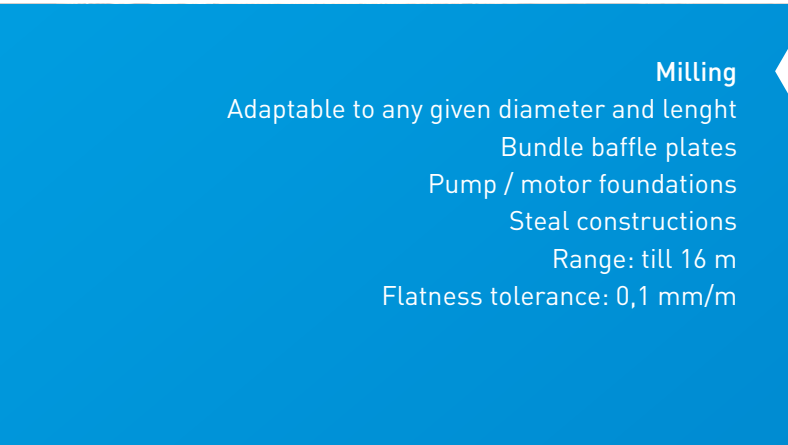 Milling
Adaptable to any given diameter and lenght
Bundle baffle plates
Pump / motor foundations
Steal constructions
Range: till 16 m
Flatness tolerance: 0,1 mm/m